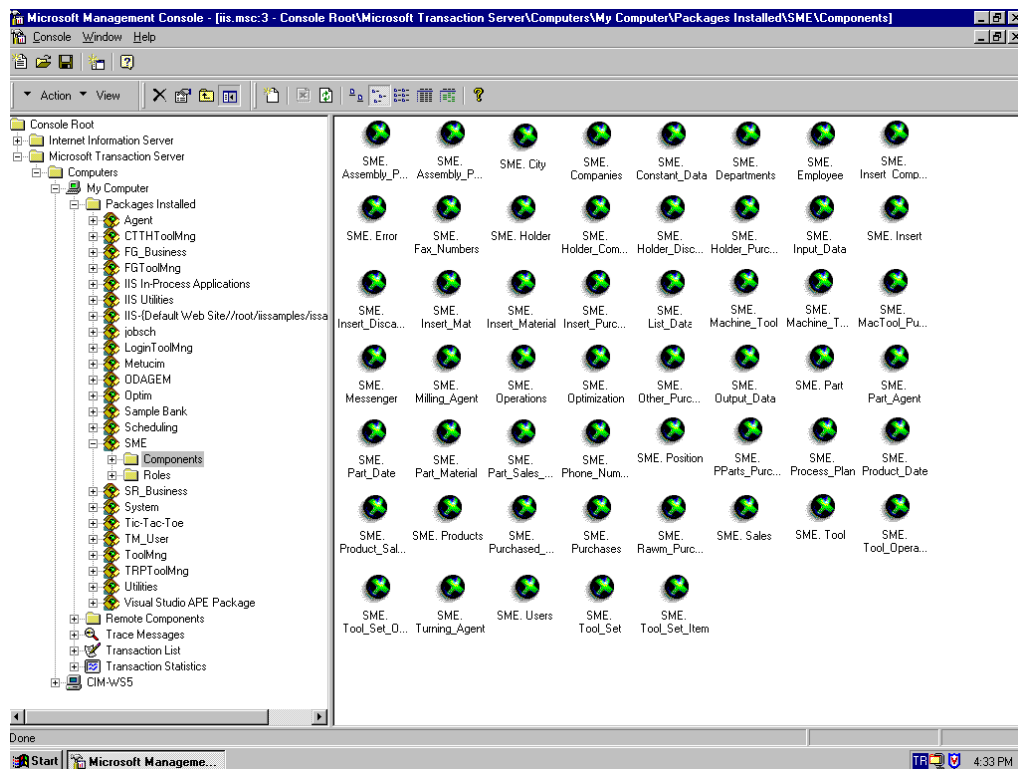 Microsoft Management Console - [iis.msc:3 - Console Root\Microsoft Transaction Server\Computers\My Computer\Packages Installed\SME\Components]
Console Window Help
Action View
Console Root
Internet Information Server
Microsoft Transaction Server
Computers
My Computer
Packages Installed
Agent
CTTHToolMng
FG_Business
FGToolMng
IIS In-Process Applications
IIS Utilities
IIS-{Default Web Site//root/iissamples/issa
jobsch
LoginToolMng
Metucim
ODAGEM
Optim
Sample Bank
Scheduling
SME
Components
Roles
SR_Business
System
Tic-Tac-Toe
TM_User
ToolMng
TRPToolMng
Utilities
Visual Studio APE Package
Remote Components
Trace Messages
Transaction List
Transaction Statistics
CIM-WS5
SME. Assembly_P...
SME. Assembly_P...
SME. City
SME. Companies
SME. Constant_Data
SME. Departments
SME. Employee
SME. Insert_Comp...
SME. Error
SME. Fax_Numbers
SME. Holder
SME. Holder_Com...
SME. Holder_Disc...
SME. Holder_Purc...
SME. Input_Data
SME. Insert
SME. Insert_Disca...
SME. Insert_Mat
SME. Insert_Material
SME. Insert_Purc...
SME. List_Data
SME. Machine_Tool
SME. Machine_T...
SME. MacTool_Pu...
SME. Messenger
SME. Milling_Agent
SME. Operations
SME. Optimization
SME. Other_Purc...
SME. Output_Data
SME. Part
SME. Part_Agent
SME. Part_Date
SME. Part_Material
SME. Part_Sales_...
SME. Phone_Num...
SME. Position
SME. PParts_Purc...
SME. Process_Plan
SME. Product_Date
SME. Product_Sal...
SME. Products
SME. Purchased_...
SME. Purchases
SME. Rawm_Purc...
SME. Sales
SME. Tool
SME. Tool_Opera...
SME. Tool_Set_O...
SME. Turning_Agent
SME. Users
SME. Tool_Set
SME. Tool_Set_Item
Done
Start
Microsoft Manageme...
TR
4:33 PM